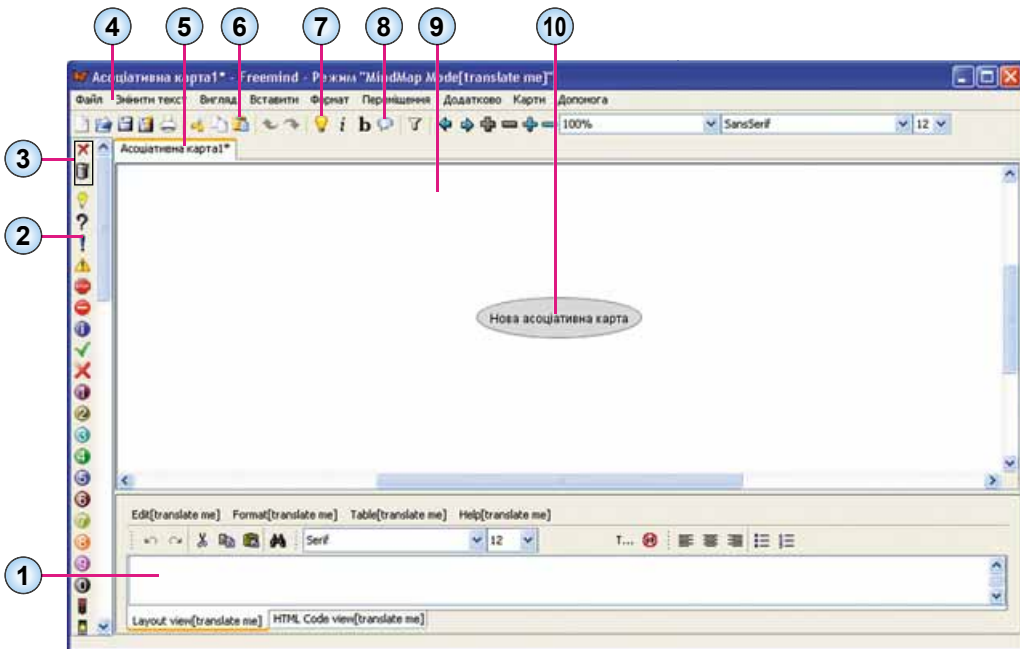 4 5 6 7 8 9 10
Асоціативна карта1* - Freemind - Режим "MindMap Mode[translate me]"
Файл Змінити текст Вигляд Вставити Формат Переміщення Додатково Карти Допомога
i b 100% SansSerif 12
3
Асоціативна карта1*
2
Нова асоціативна карта
Edit[translate me] Format[translate me] Table[translate me] Help[translate me]
Serif 12 T...
1
Layout view[translate me] HTML Code view[translate me]